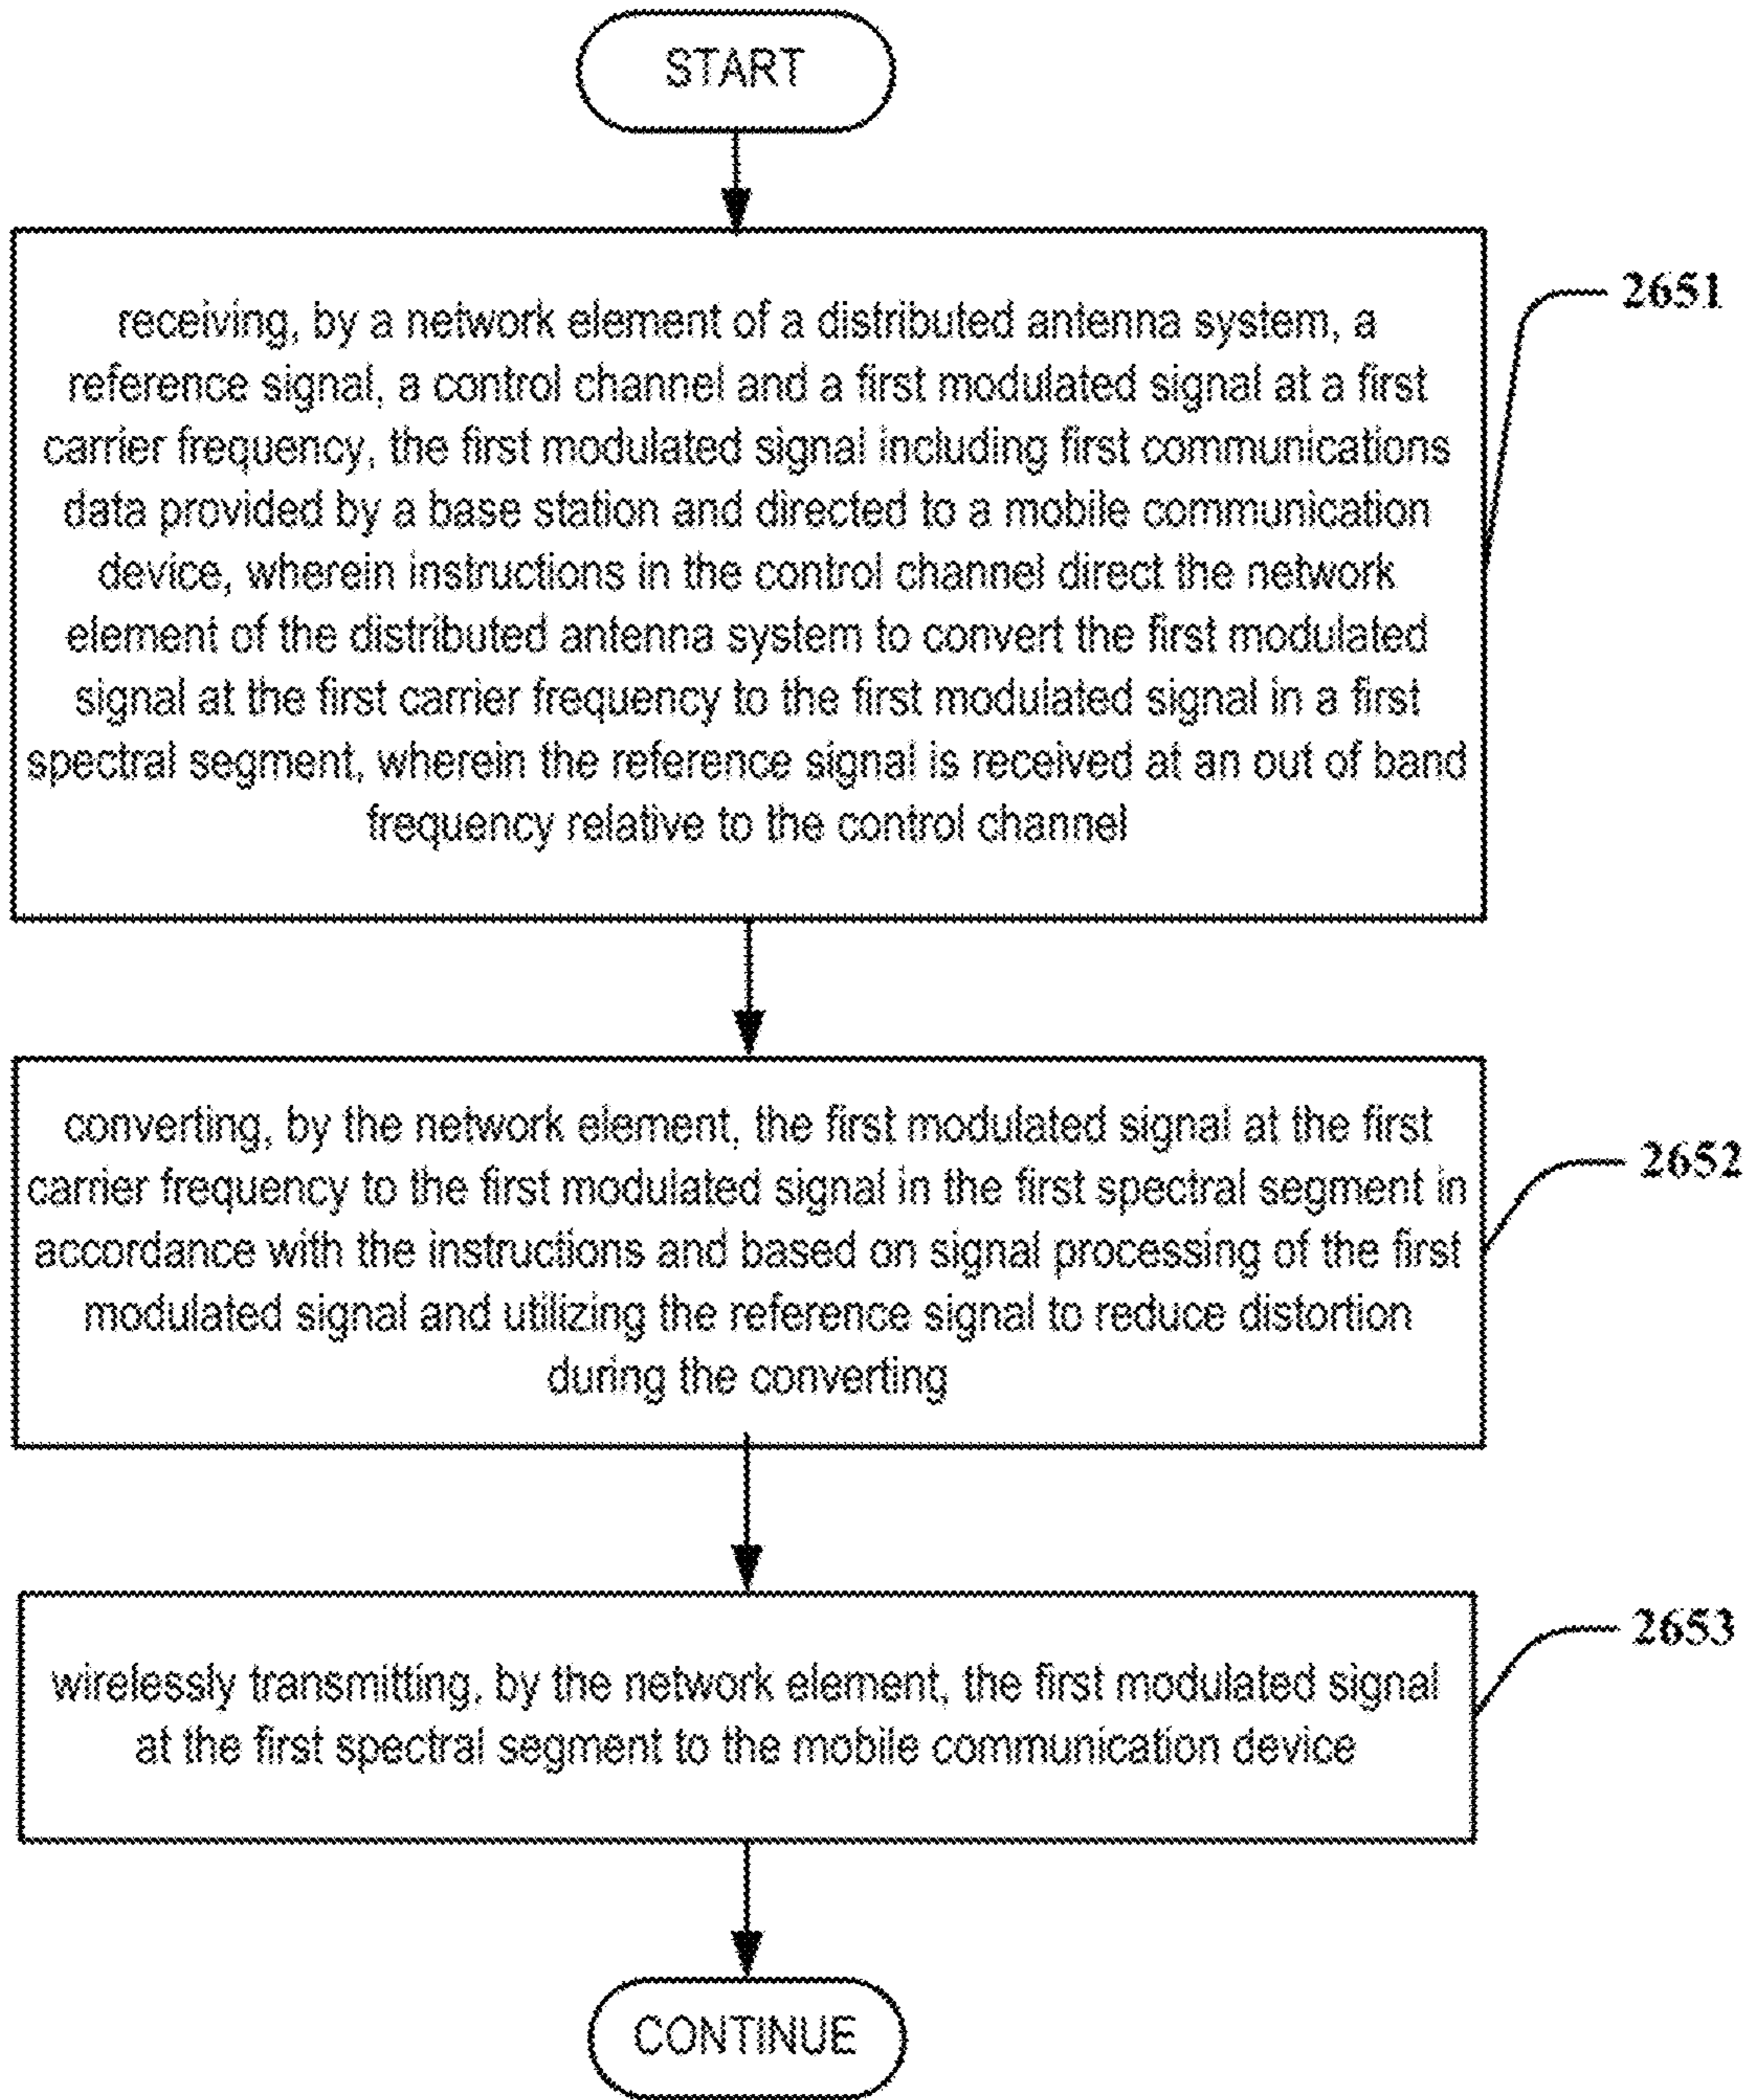 START
receiving, by a network element of a distributed antenna system, a
reference signal, a control channel and a first modulated signal at a first
carrier frequency, the first modulated signal including first communications
data provided by a base station and directed to a mobile communication
device, wherein instructions in the control channel direct the network
element of the distributed antenna system to convert the first modulated
signal at the first carrier frequency to the first modulated signal in a first
spectral segment, wherein the reference signal is received at an out of band
frequency relative to the control channel
2651
converting, by the network element, the first modulated signal at the first
carrier frequency to the first modulated signal in the first spectral segment in
accordance with the instructions and based on signal processing of the first
modulated signal and utilizing the reference signal to reduce distortion
during the converting
2652
wirelessly transmitting, by the network element, the first modulated signal
at the first spectral segment to the mobile communication device
2653
CONTINUE